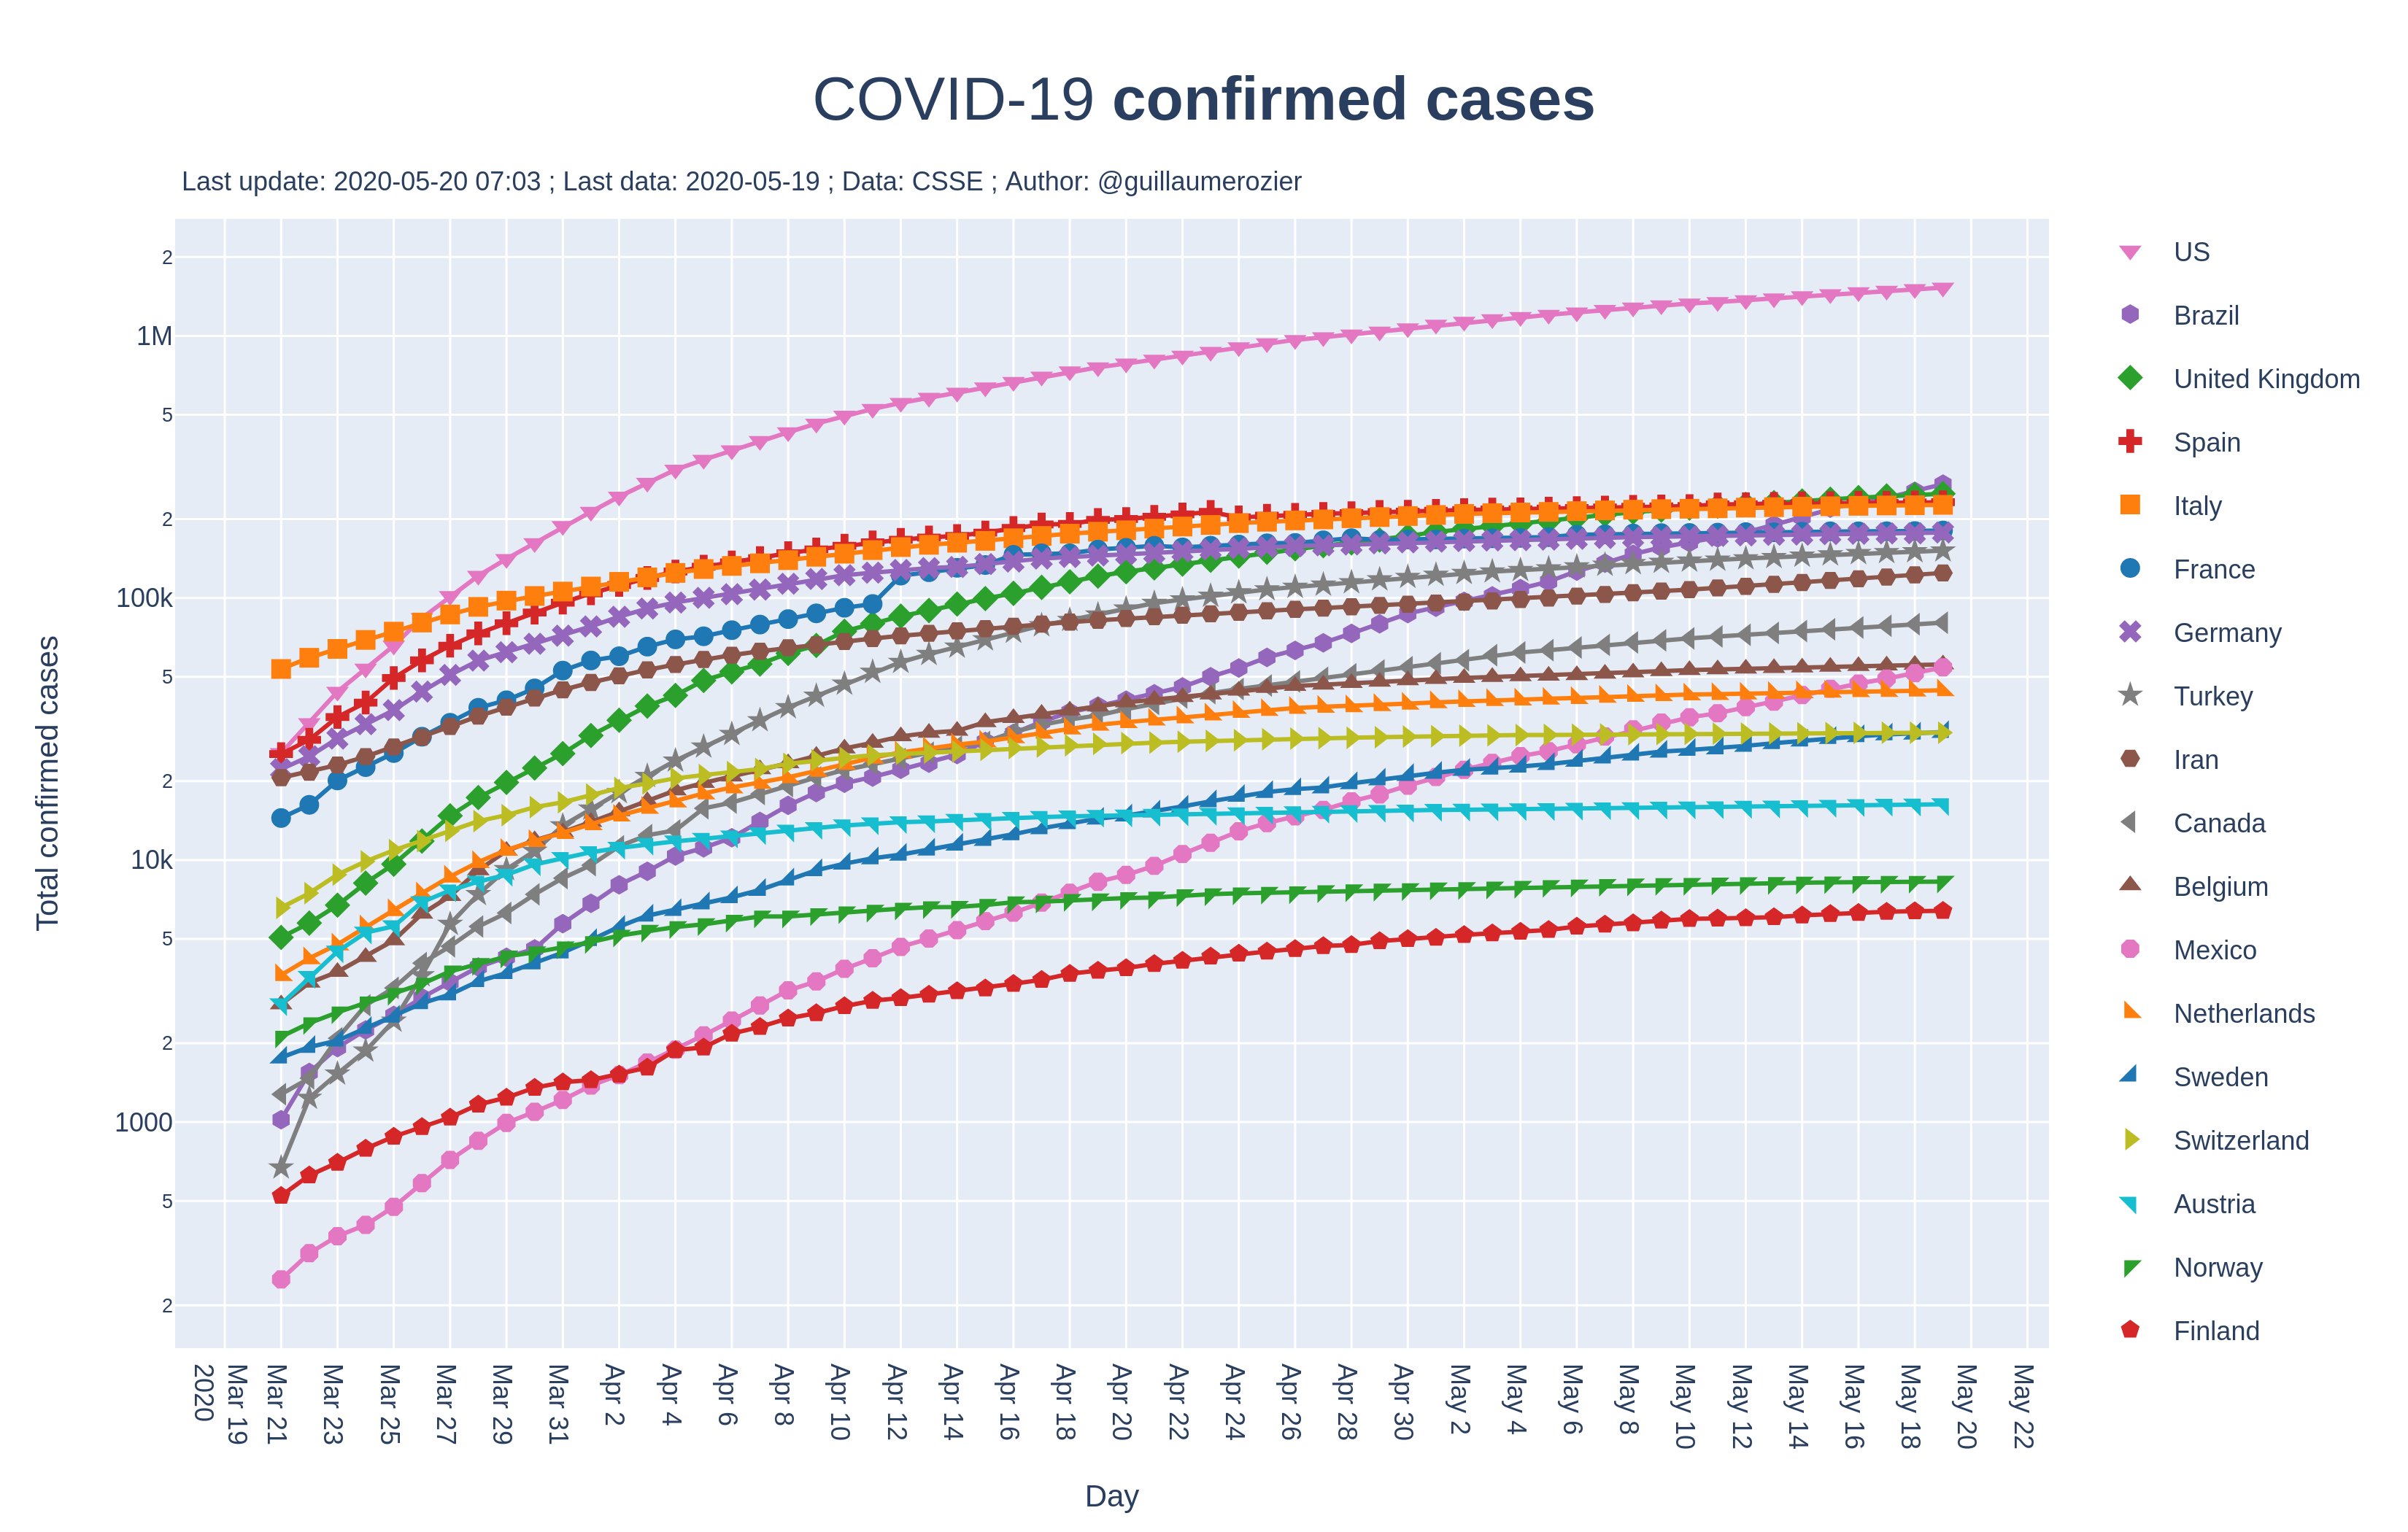 COVID-19 confirmed cases
Last update: 2020-05-20 07:03 ; Last data: 2020-05-19 ; Data: CSSE ; Author: @guillaumerozier
Total confirmed cases
2
1M
5
2
100k
5
2
10k
5
2
1000
5
2
Mar 19
2020
Mar 21
Mar 23
Mar 25
Mar 27
Mar 29
Mar 31
Apr 2
Apr 4
Apr 6
Apr 8
Apr 10
Apr 12
Apr 14
Apr 16
Apr 18
Apr 20
Apr 22
Apr 24
Apr 26
Apr 28
Apr 30
May 2
May 4
May 6
May 8
May 10
May 12
May 14
May 16
May 18
May 20
May 22
Day
US
Brazil
United Kingdom
Spain
Italy
France
Germany
Turkey
Iran
Canada
Belgium
Mexico
Netherlands
Sweden
Switzerland
Austria
Norway
Finland